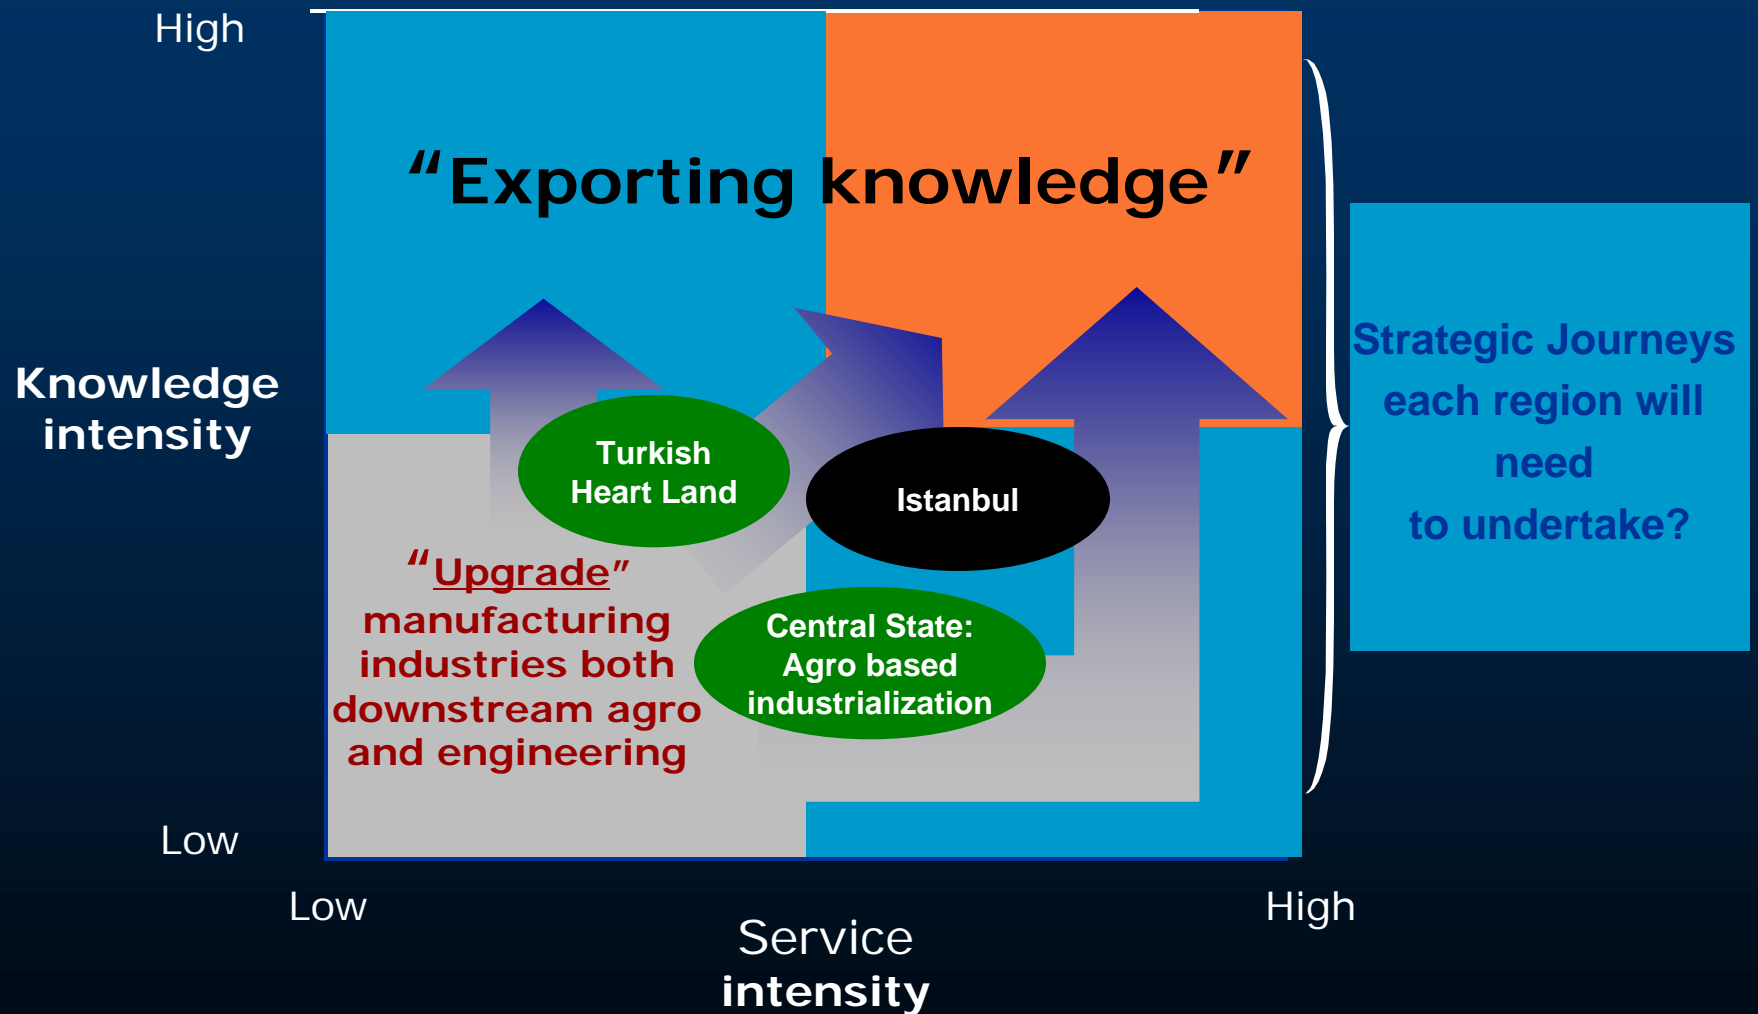 High
“Exporting knowledge”
Knowledge
intensity
Strategic Journeys
each region will
need
to undertake?
Turkish
Heart Land
Istanbul
“Upgrade”
manufacturing
industries both
downstream agro
and engineering
Central State:
Agro based
industrialization
Low
Low
High
Service
intensity